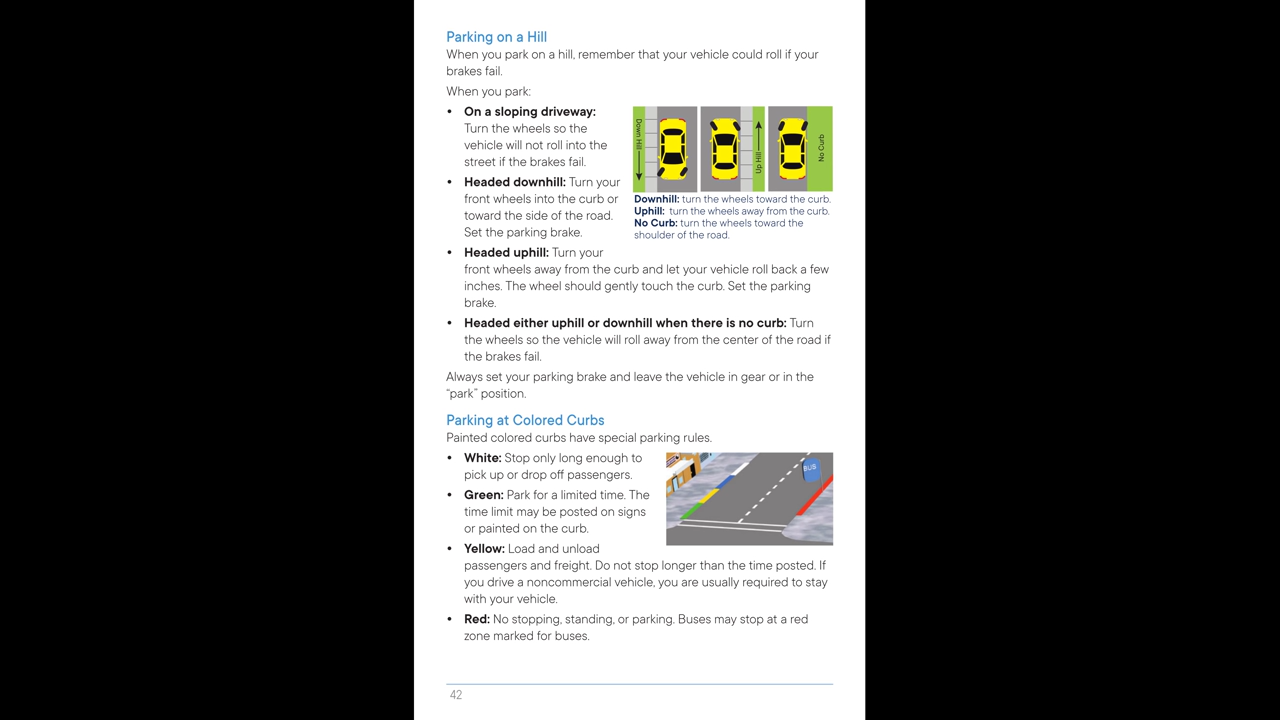 Parking on a Hill
When you park on a hill, remember that your vehicle could roll if your
brakes fail.
When you park:
• On a sloping driveway:
Turn the wheels so the
vehicle will not roll into the
street if the brakes fail.
• Headed downhill: Turn your
front wheels into the curb or
toward the side of the road.
Set the parking brake.
Down Hill
Up Hill
No Curb
Downhill: turn the wheels toward the curb.
Uphill: turn the wheels away from the curb.
No Curb: turn the wheels toward the
shoulder of the road.
• Headed uphill: Turn your
front wheels away from the curb and let your vehicle roll back a few
inches. The wheel should gently touch the curb. Set the parking
brake.
• Headed either uphill or downhill when there is no curb: Turn
the wheels so the vehicle will roll away from the center of the road if
the brakes fail.
Always set your parking brake and leave the vehicle in gear or in the
“park” position.
Parking at Colored Curbs
Painted colored curbs have special parking rules.
• White: Stop only long enough to
pick up or drop off passengers.
• Green: Park for a limited time. The
time limit may be posted on signs
or painted on the curb.
BUS
• Yellow: Load and unload
passengers and freight. Do not stop longer than the time posted. If
you drive a noncommercial vehicle, you are usually required to stay
with your vehicle.
• Red: No stopping, standing, or parking. Buses may stop at a red
zone marked for buses.
42